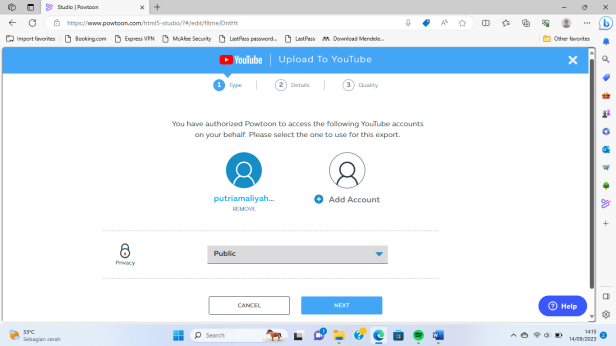 Studio | Powtoon
https://www.powtoon.com/html5-studio/?#/edit/
Import favorites
Booking.com
Express VPN
McAfee Security
LastPass password...
LastPass
Download Mendele...
Other favorites
YouTube | Upload To YouTube
1 Type
2 Details
3 Quality
You have authorized Powtoon to access the following YouTube accounts
on your behalf. Please select the one to use for this export.
putriamaliyah...
REMOVE
Add Account
Privacy
Public
CANCEL
NEXT
Help
33°C
Sebagian cerah
Search
14:15
14/09/2023